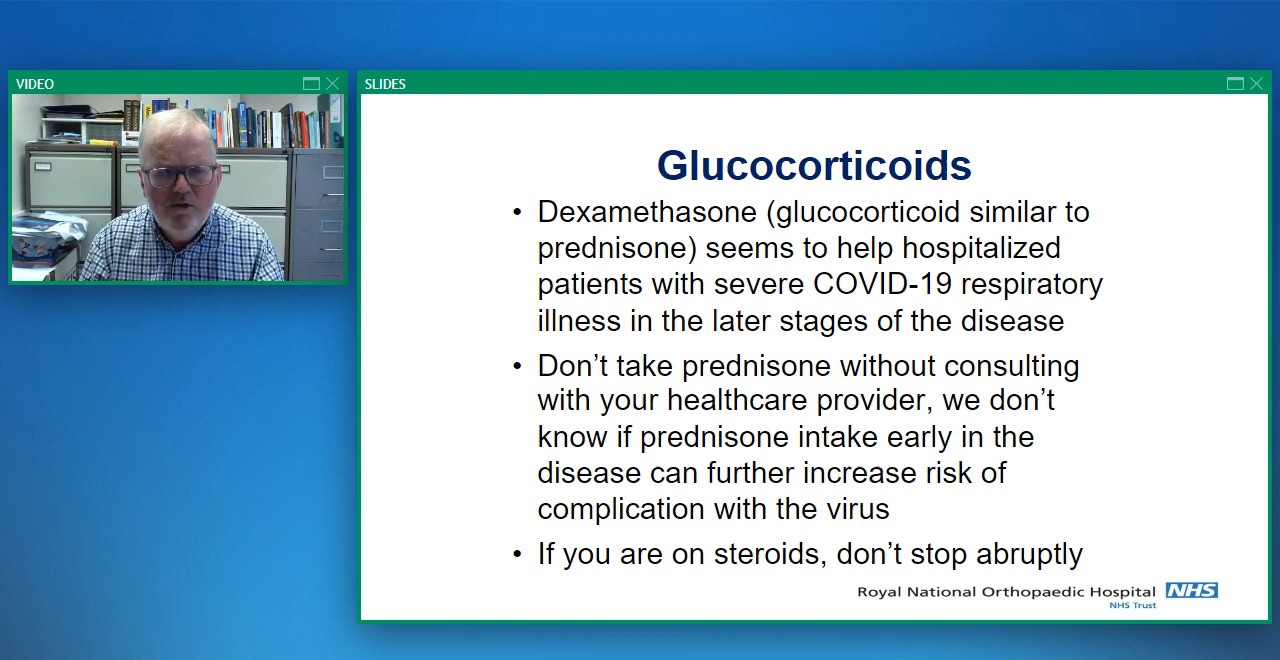 VIDEO
SLIDES
Glucocorticoids
• Dexamethasone (glucocorticoid similar to
prednisone) seems to help hospitalized
patients with severe COVID-19 respiratory
illness in the later stages of the disease
• Don’t take prednisone without consulting
with your healthcare provider, we don’t
know if prednisone intake early in the
disease can further increase risk of
complication with the virus
• If you are on steroids, don’t stop abruptly
Royal National Orthopaedic Hospital NHS
NHS Trust